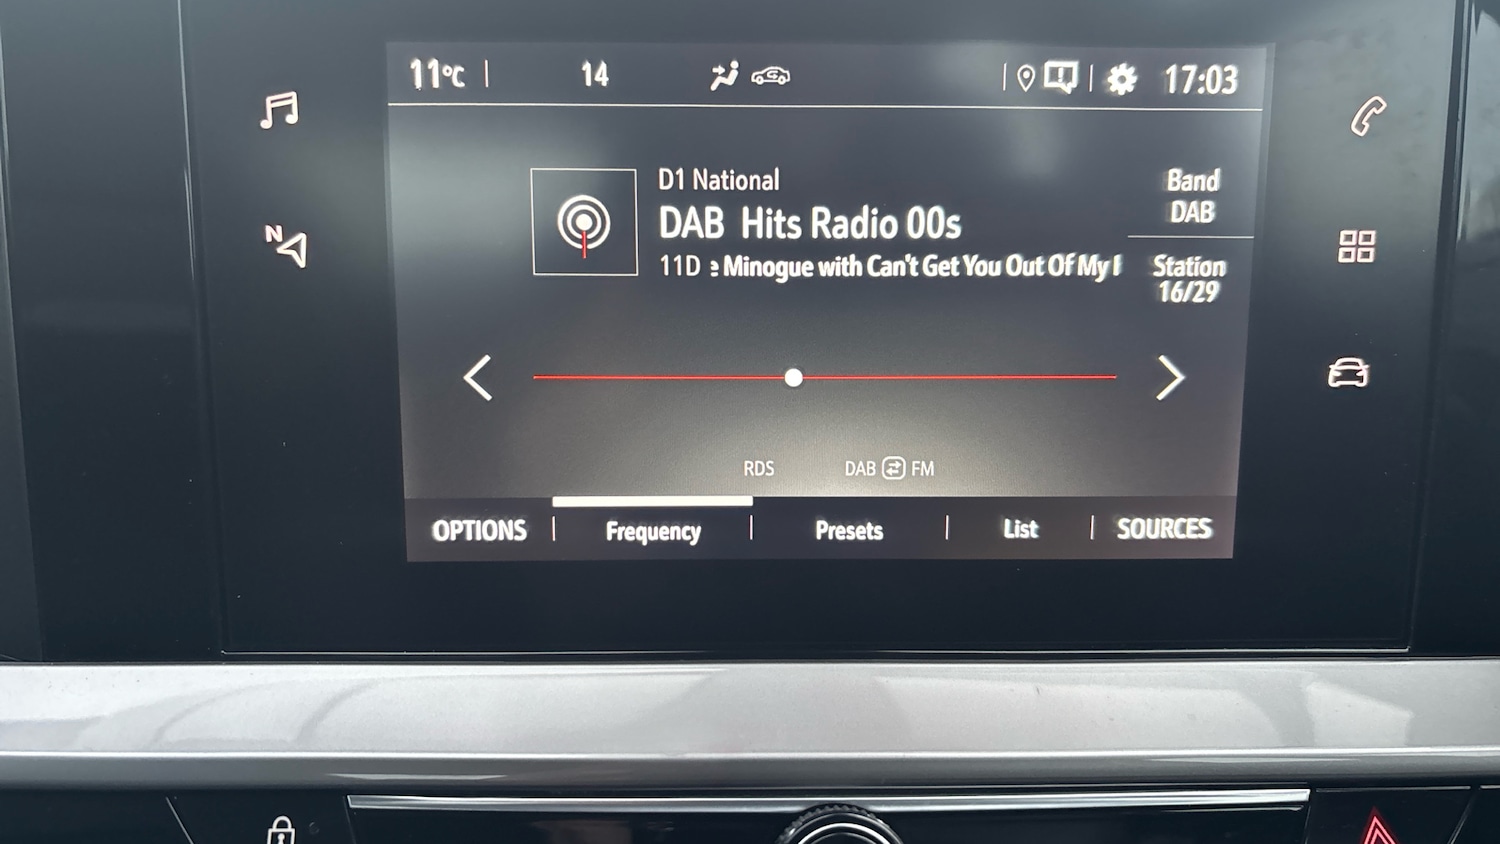 11°C 14 17:03
N
D1 National
DAB Hits Radio 00s
11D Minogue with Can't Get You Out Of My
Band
DAB
Station
16/29
RDS DAB FM
OPTIONS Frequency Presets List SOURCES